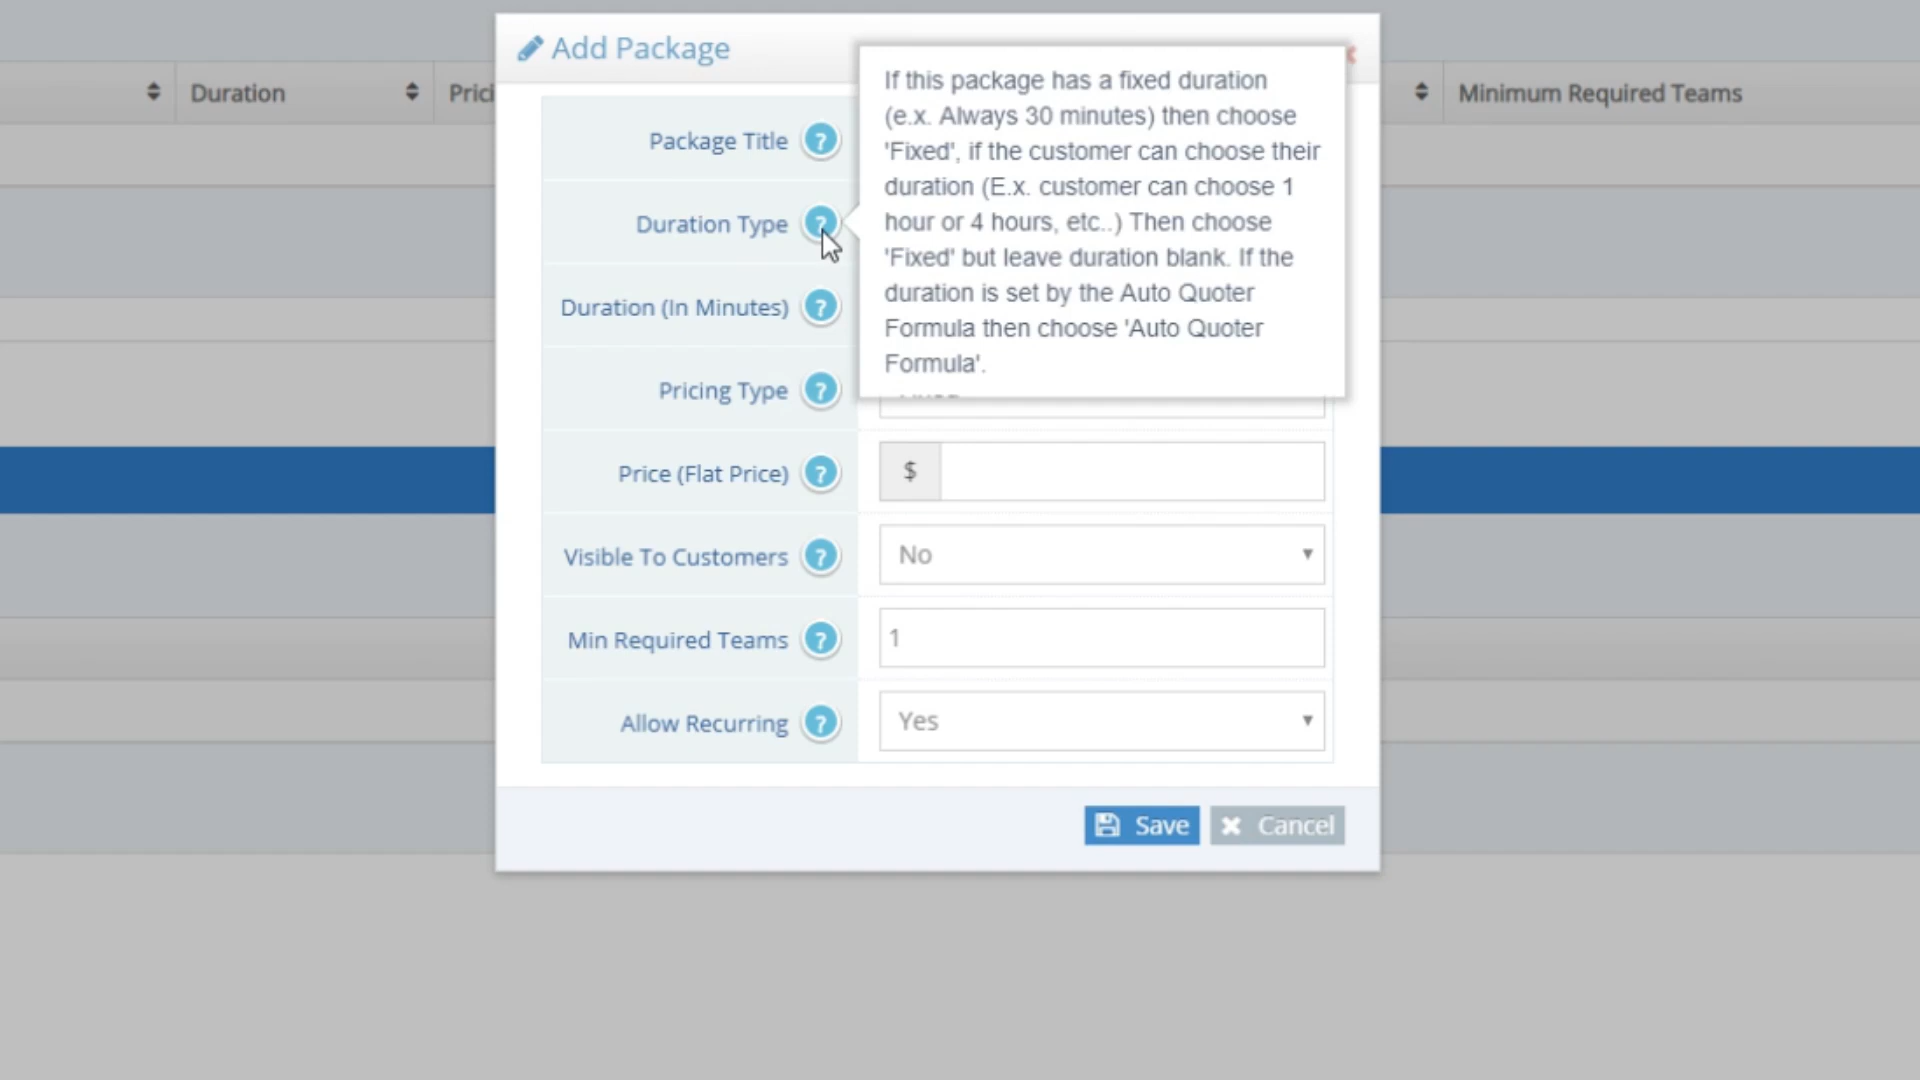 Add Package
If this package has a fixed duration
(e.x. Always 30 minutes) then choose
'Fixed', if the customer can choose their
duration (E.x. customer can choose 1
hour or 4 hours, etc..) Then choose
'Fixed' but leave duration blank. If the
duration is set by the Auto Quoter
Formula then choose 'Auto Quoter
Formula'.
Duration
Minimum Required Teams
Package Title ?
Duration Type ?
Duration (In Minutes) ?
Pricing Type ?
Price (Flat Price) ? $
Visible To Customers ? No
Min Required Teams ? 1
Allow Recurring ? Yes
Save
Cancel